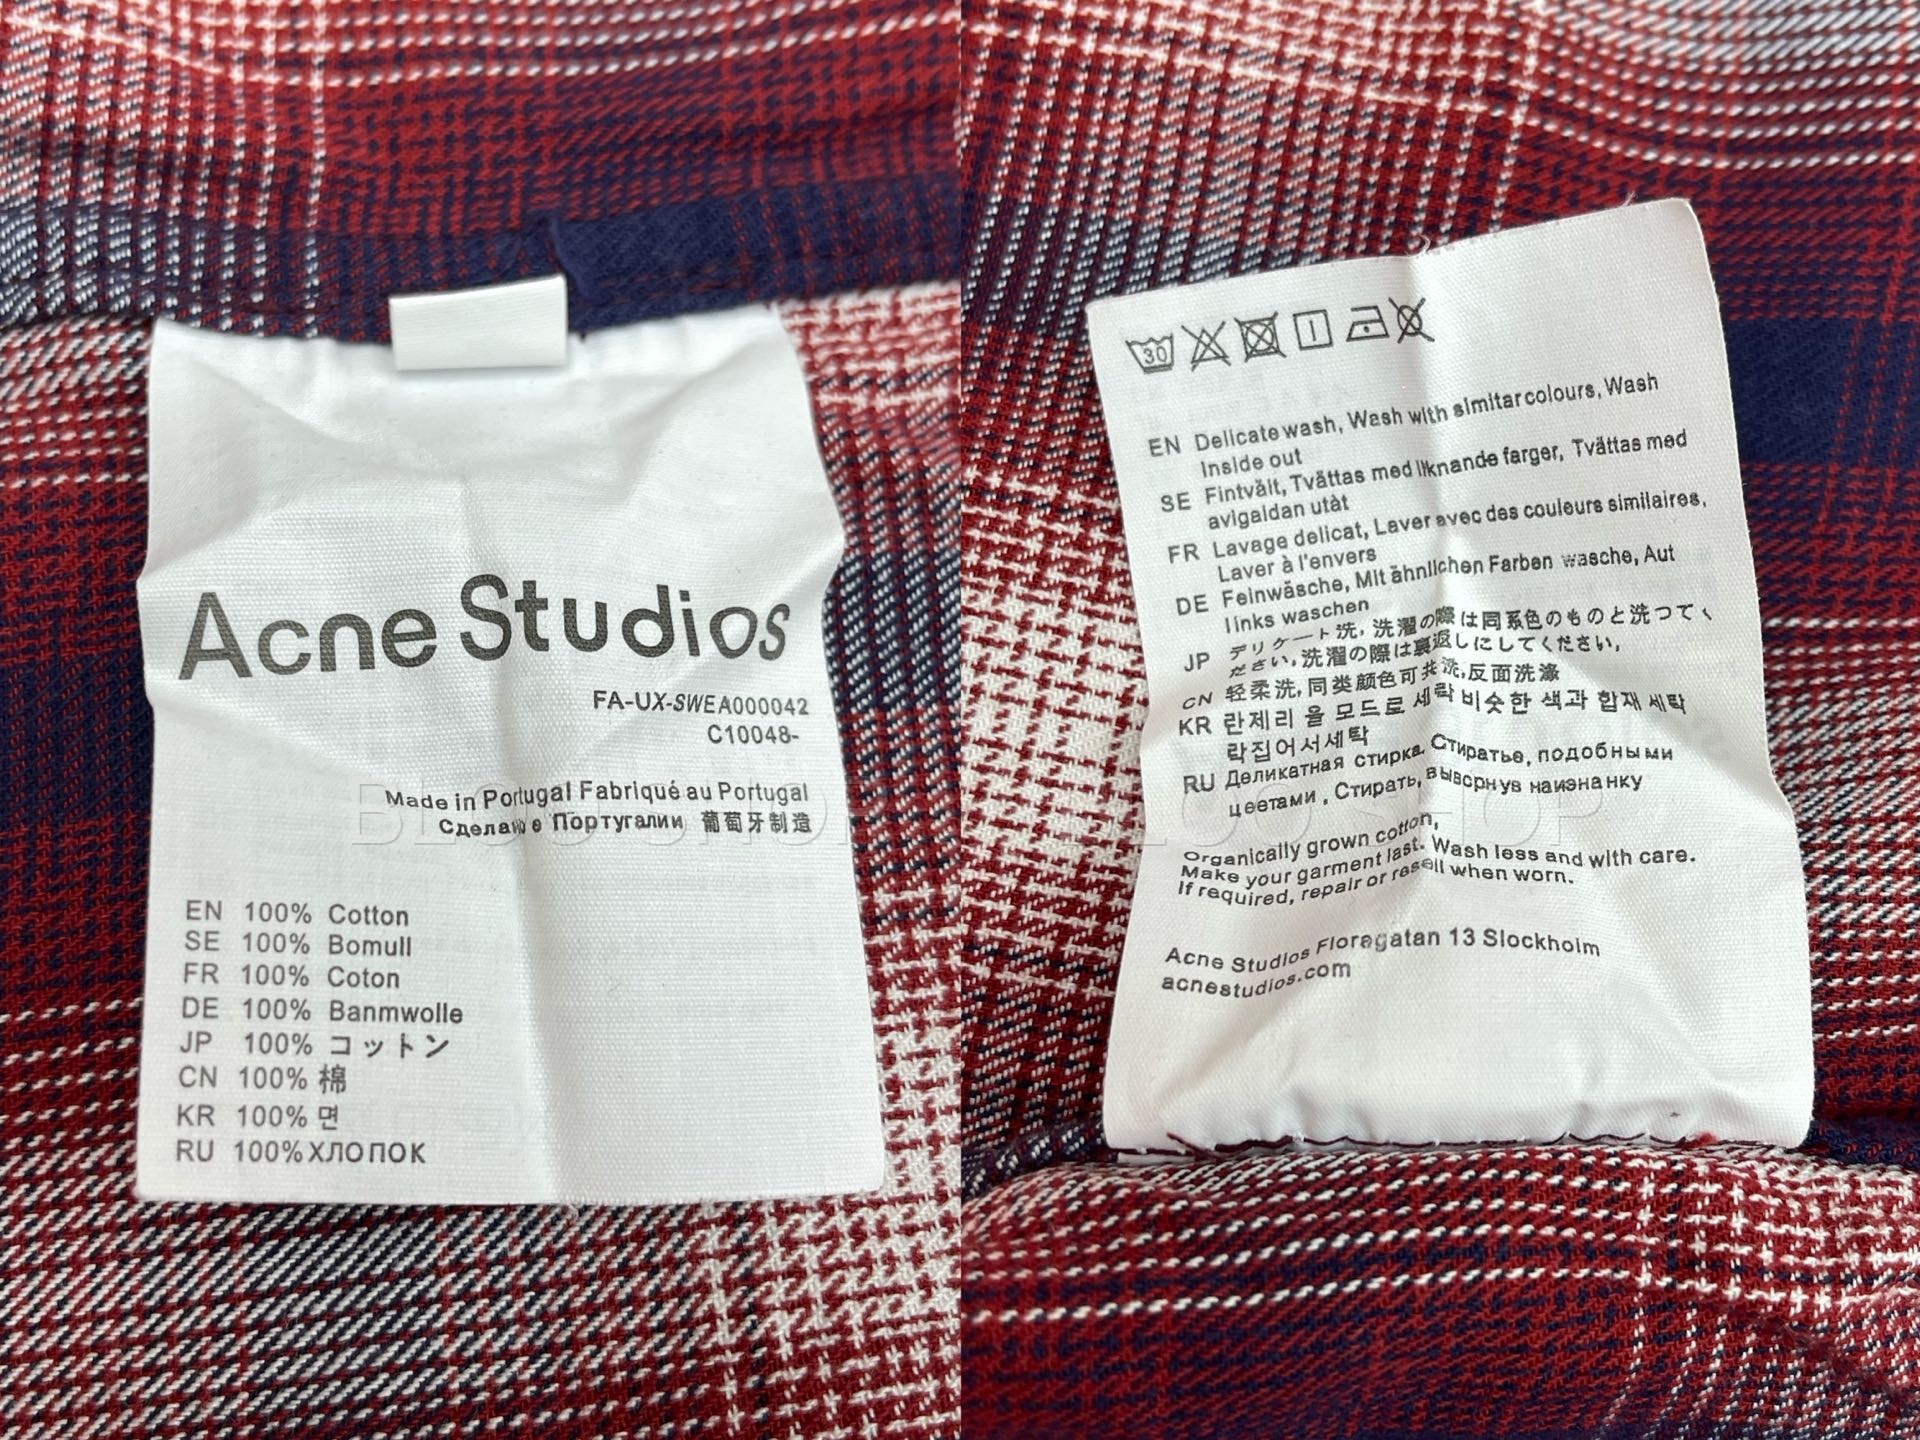 Acne Studios
FA-UX-SWEA000042
C10048-
Made in Portugal Fabriqué au Portugal
Сделано в Португалии 葡萄牙制造
EN 100% Cotton
SE 100% Bomull
FR 100% Coton
DE 100% Banmwolle
JP 100% コットン
CN 100% 棉
KR 100% 면
RU 100% ХЛОПОК
BLOO SHOP
30
EN Delicate wash, Wash with simitar colours, Wash
Inside out
SE Fintvält, Tvättas med liknande farger, Tvättas med
avigaldan utàt
FR Lavage delicat, Laver avec des couleurs similaires,
Laver à l'envers
DE Feinwäsche, Mit ähnlichen Farben wasche, Aut
links waschen
JP デリケート洗, 洗濯の際は同系色のものと洗つてく
ださい, 洗濯の際は裏返しにしてください,
CN 轻柔洗, 同类颜色可共洗, 反面洗涤
KR 란제리 을 모드로 세탁 비슷한 색과 합재 세탁
락집어서세탁
RU Деликатная стирка. Стиратье, подобными
цеетами , Стирать, вывсрнув наизнанку
Organically grown cotton,
Make your garment last. Wash less and with care.
If required, repair or resell when worn.
Acne Studios Floragatan 13 Slockholm
acnestudios.com
BLOO SHOP